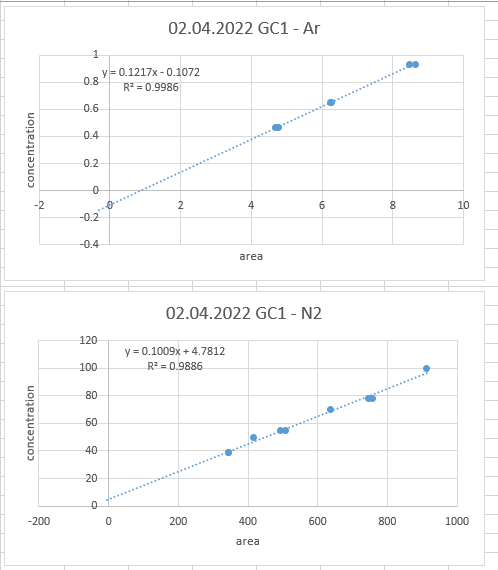 02.04.2022 GC1 - Ar
1
y = 0.1217x - 0.1072
0.8
R² = 0.9986
0.6
0.4
0.2
0
-2
0
2
4
6
8
10
-0.2
-0.4
concentration
area
02.04.2022 GC1 - N2
120
y = 0.1009x + 4.7812
100
R² = 0.9886
80
60
40
20
0
-200
0
200
400
600
800
1000
concentration
area